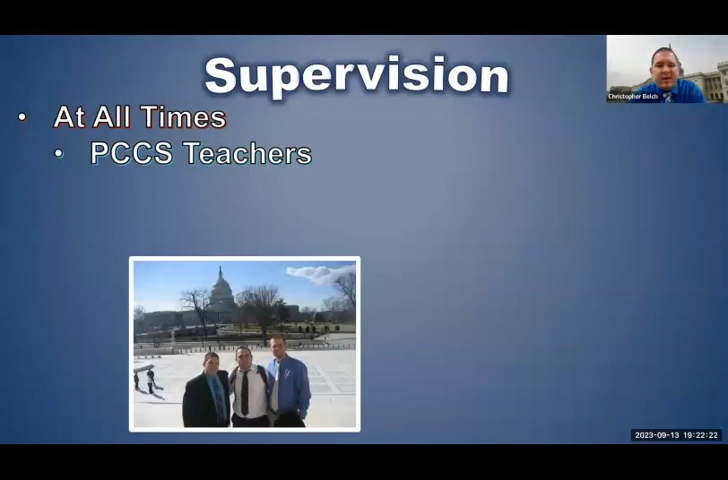 Supervision
• At All Times
• PCCS Teachers
Christopher Belch
2023-09-13 19:22:22